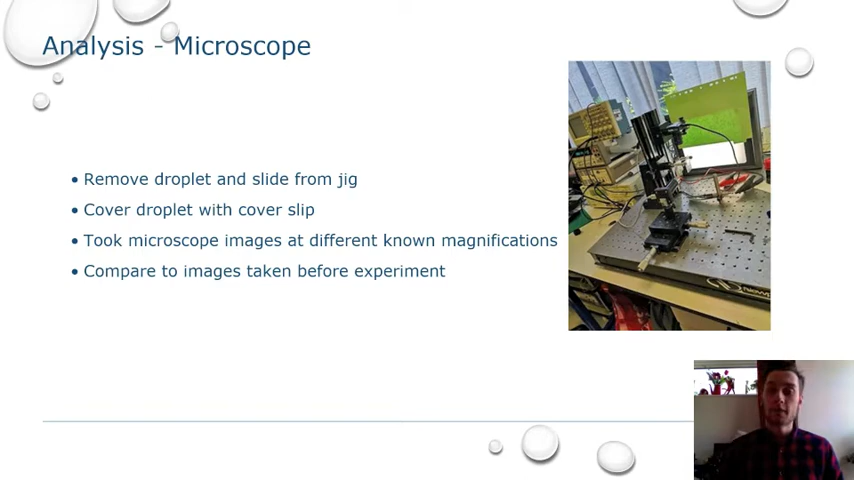 Analysis - Microscope
• Remove droplet and slide from jig
• Cover droplet with cover slip
• Took microscope images at different known magnifications
• Compare to images taken before experiment